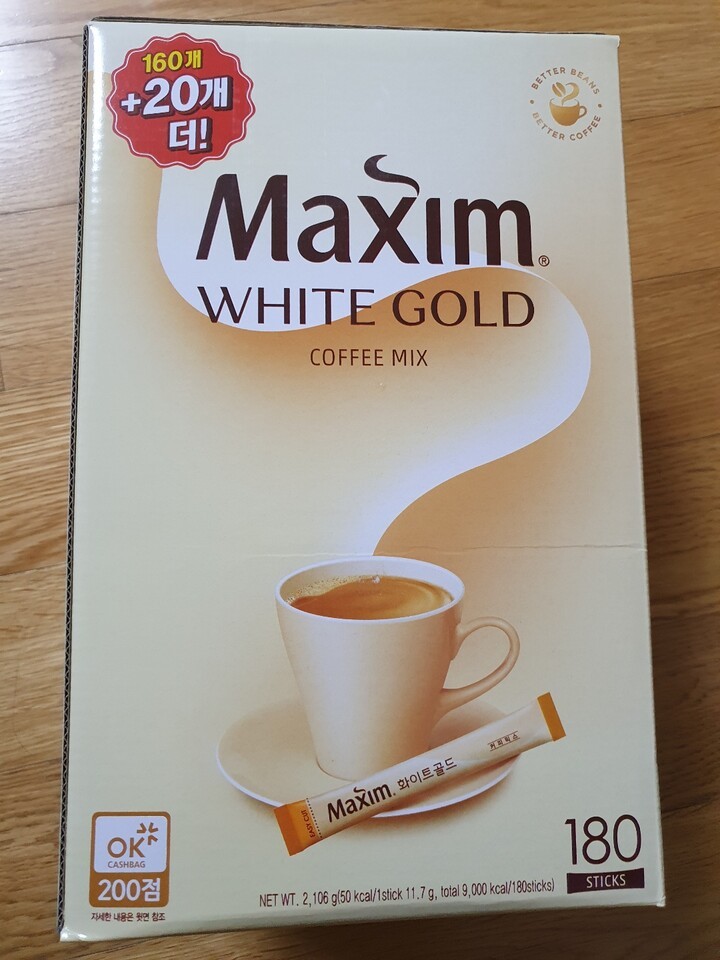 160개
+20개
더!
BETTER BEANS
BETTER COFFEE
Maxim®
WHITE GOLD
COFFEE MIX
EASY CUT
Maxim® 화이트골드
커피믹스
OK
CASHBAG
200점
자세한 내용은 윗면 참조
180
STICKS
NET WT. 2,106 g(50 kcal/1stick 11.7 g, total 9,000 kcal/180sticks)